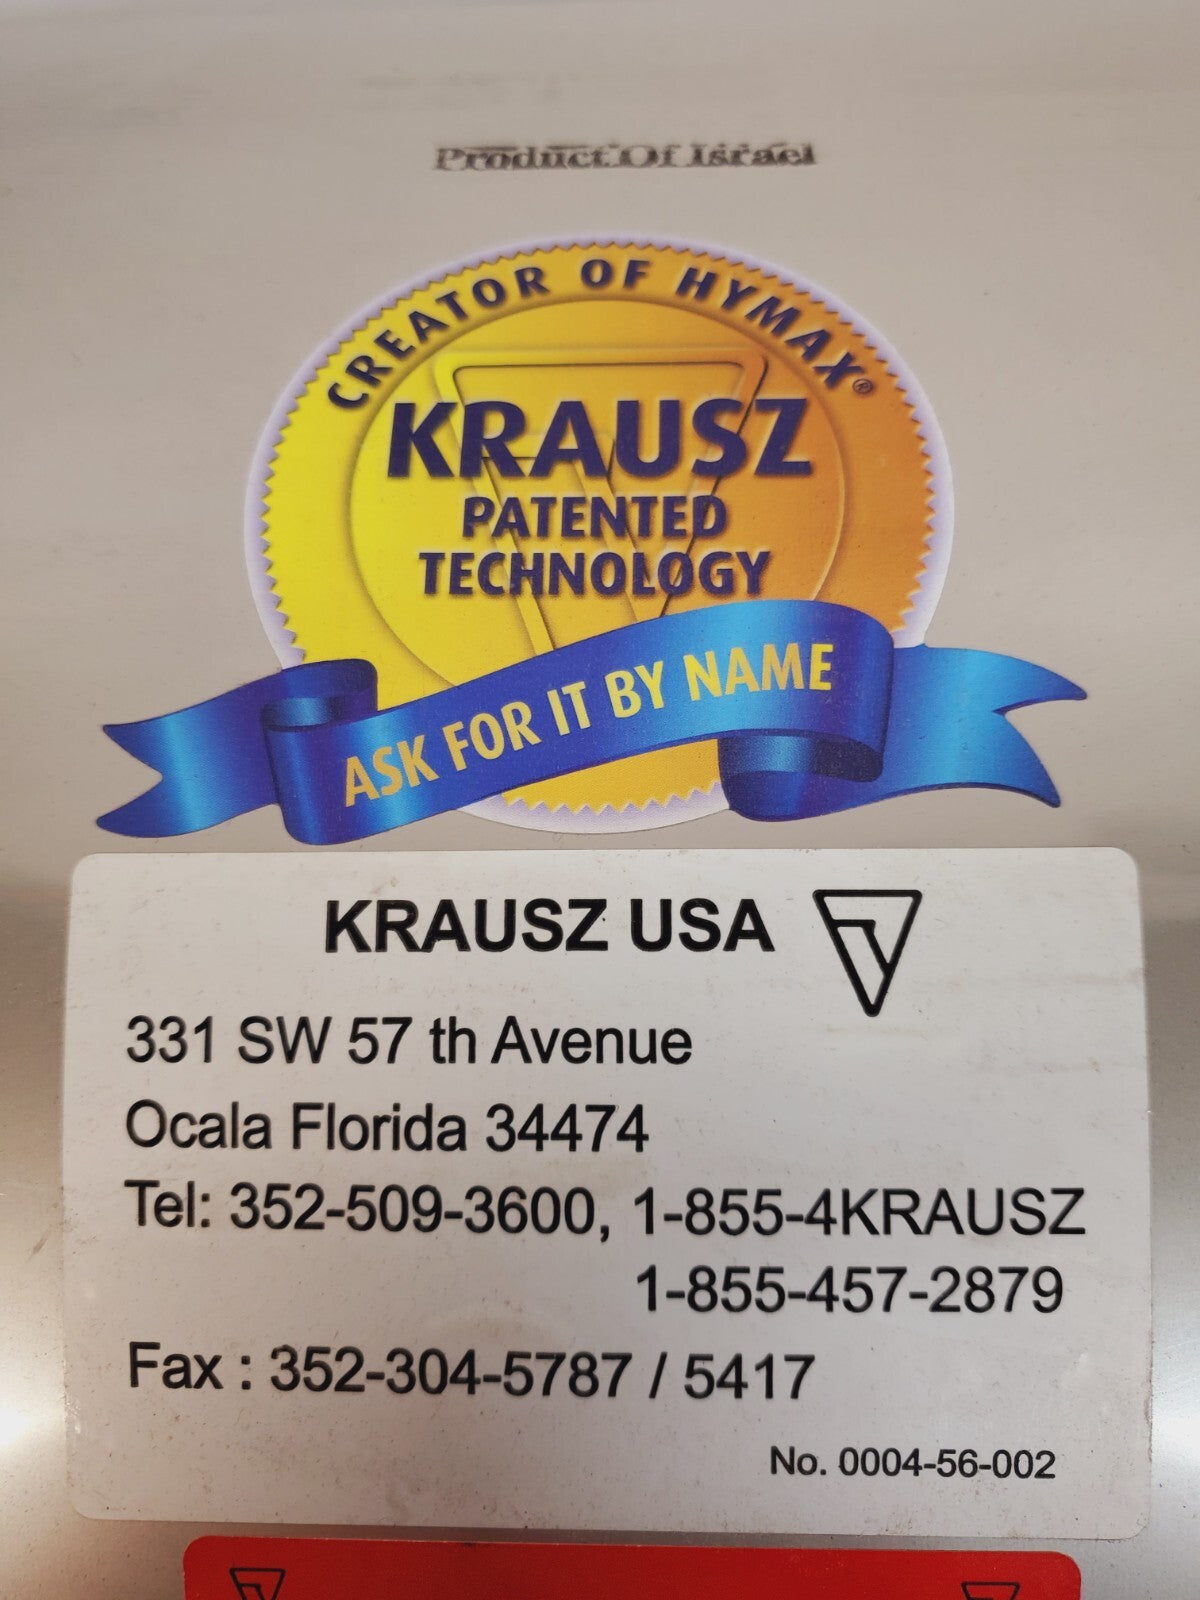 Product Of Israel
CREATOR OF HYMAX®
KRAUSZ
PATENTED
TECHNOLOGY
ASK FOR IT BY NAME
KRAUSZ USA
331 SW 57 th Avenue
Ocala Florida 34474
Tel: 352-509-3600, 1-855-4KRAUSZ
1-855-457-2879
Fax : 352-304-5787 / 5417
No. 0004-56-002